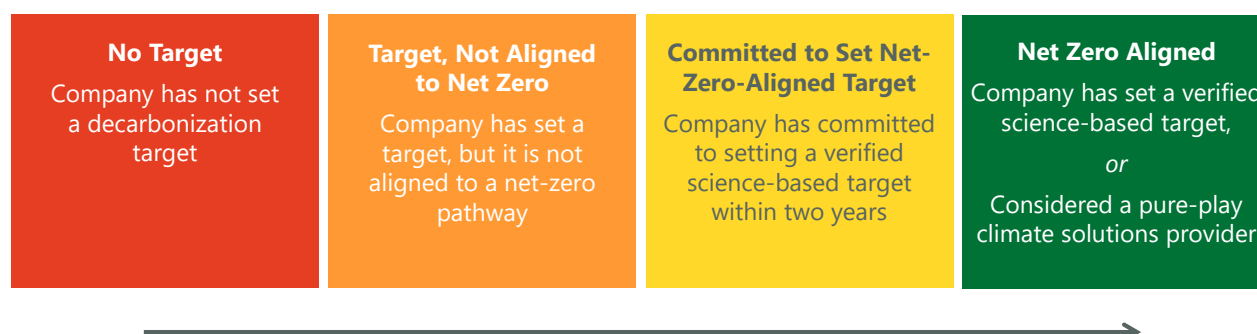 No Target
Company has not set
a decarbonization
target
Target, Not Aligned
to Net Zero
Company has set a
target, but it is not
aligned to a net-zero
pathway
Committed to Set Net-
Zero-Aligned Target
Company has committed
to setting a verified
science-based target
within two years
Net Zero Aligned
Company has set a verified
science-based target,
or
Considered a pure-play
climate solutions provider